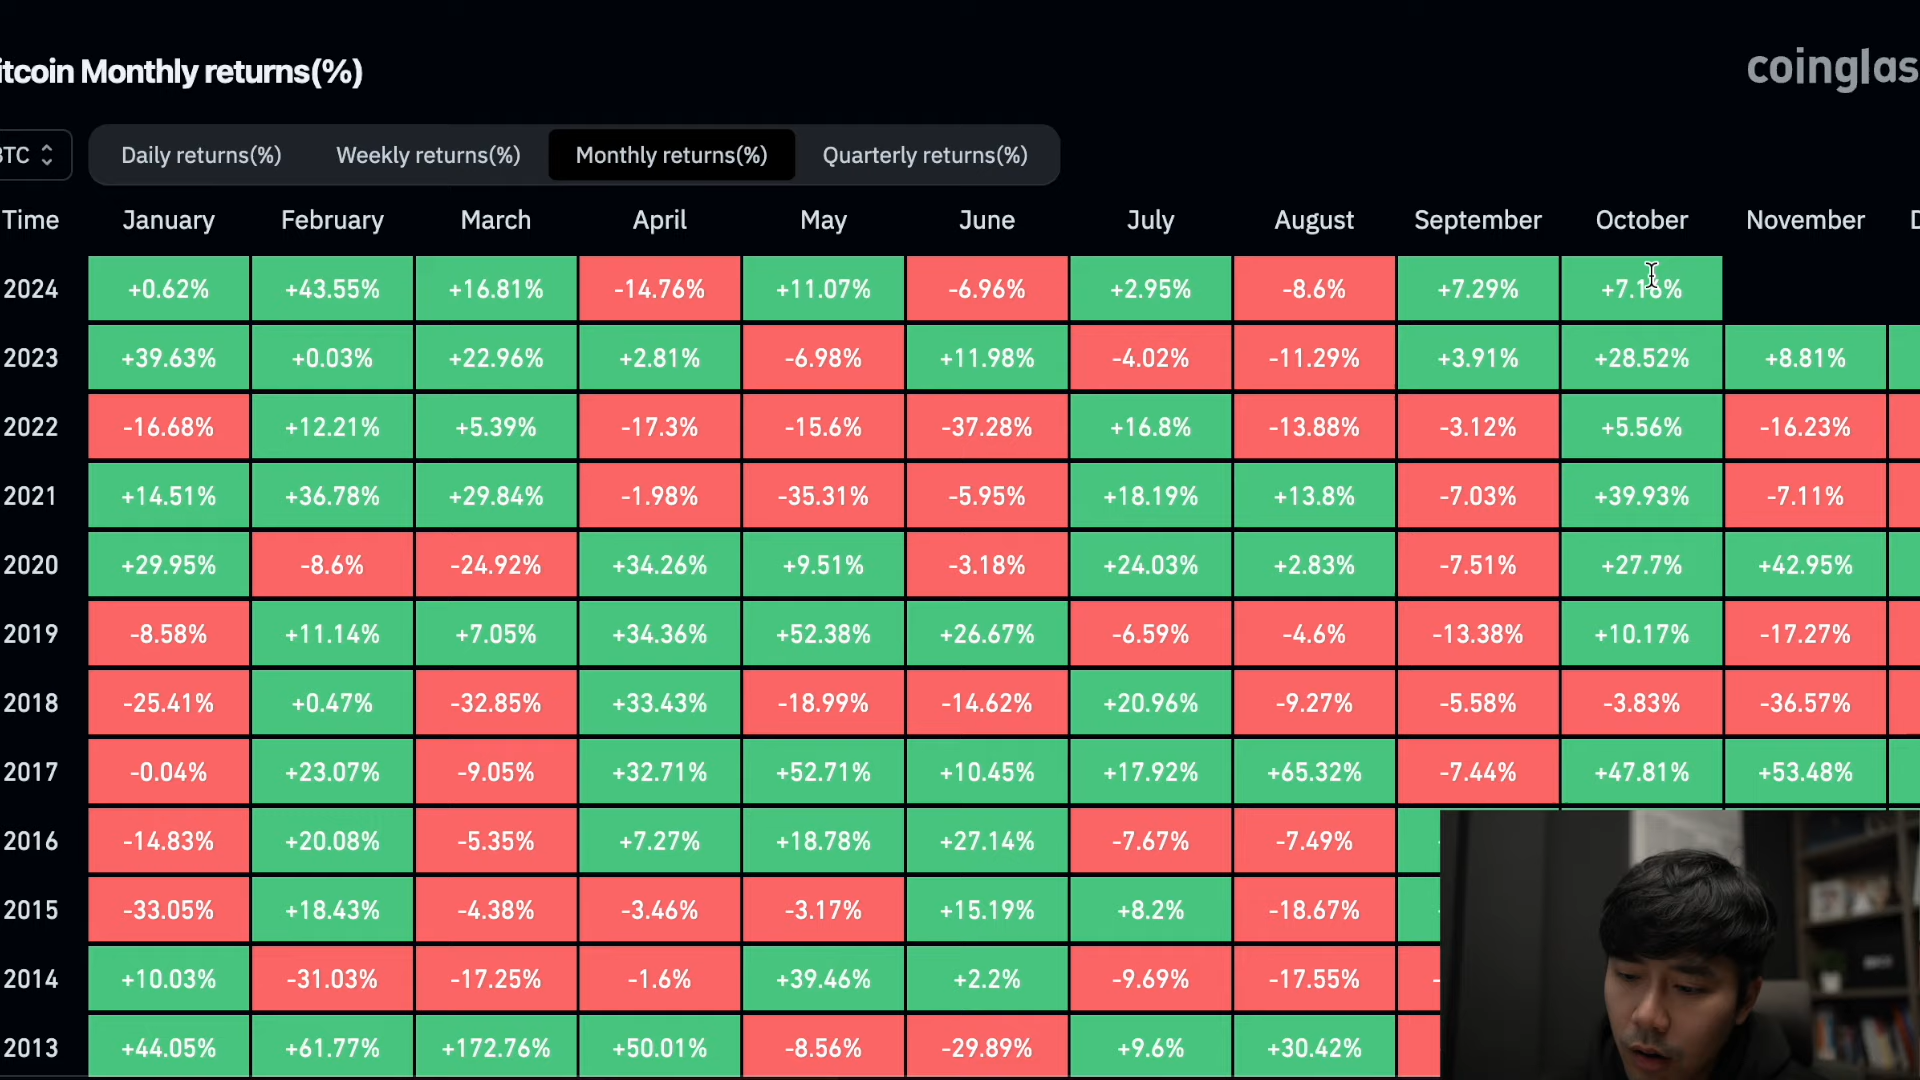 itcoin Monthly returns(%)
coinglas
BTC
Daily returns(%) Weekly returns(%) Monthly returns(%) Quarterly returns(%)
Time January February March April May June July August September October November D
2024 +0.62% +43.55% +16.81% -14.76% +11.07% -6.96% +2.95% -8.6% +7.29% +7.16%
2023 +39.63% +0.03% +22.96% +2.81% -6.98% +11.98% -4.02% -11.29% +3.91% +28.52% +8.81%
2022 -16.68% +12.21% +5.39% -17.3% -15.6% -37.28% +16.8% -13.88% -3.12% +5.56% -16.23%
2021 +14.51% +36.78% +29.84% -1.98% -35.31% -5.95% +18.19% +13.8% -7.03% +39.93% -7.11%
2020 +29.95% -8.6% -24.92% +34.26% +9.51% -3.18% +24.03% +2.83% -7.51% +27.7% +42.95%
2019 -8.58% +11.14% +7.05% +34.36% +52.38% +26.67% -6.59% -4.6% -13.38% +10.17% -17.27%
2018 -25.41% +0.47% -32.85% +33.43% -18.99% -14.62% +20.96% -9.27% -5.58% -3.83% -36.57%
2017 -0.04% +23.07% -9.05% +32.71% +52.71% +10.45% +17.92% +65.32% -7.44% +47.81% +53.48%
2016 -14.83% +20.08% -5.35% +7.27% +18.78% +27.14% -7.67% -7.49%
2015 -33.05% +18.43% -4.38% -3.46% -3.17% +15.19% +8.2% -18.67%
2014 +10.03% -31.03% -17.25% -1.6% +39.46% +2.2% -9.69% -17.55%
2013 +44.05% +61.77% +172.76% +50.01% -8.56% -29.89% +9.6% +30.42%